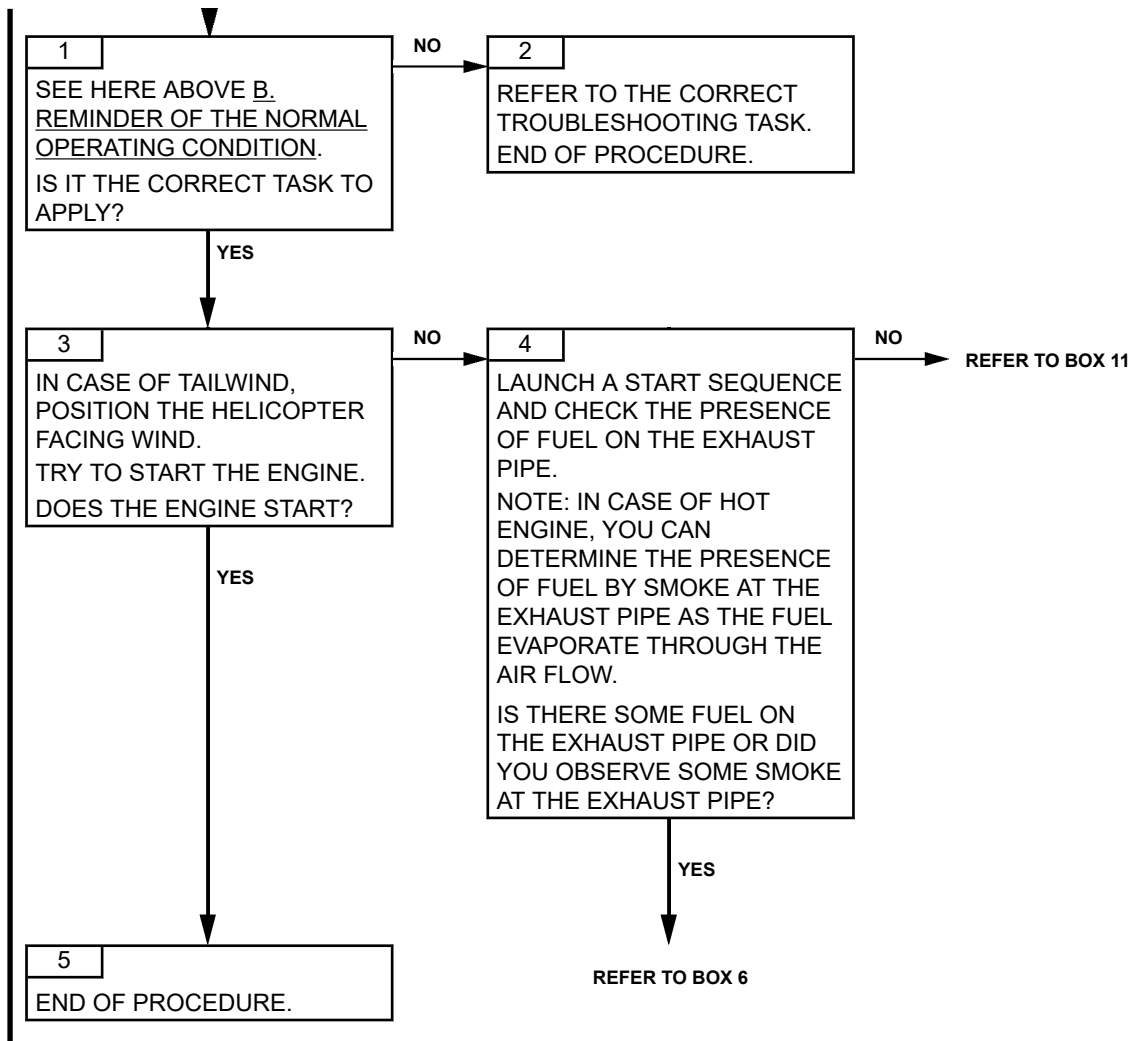 1
NO
2
SEE HERE ABOVE B.
REMINDER OF THE NORMAL
OPERATING CONDITION.
IS IT THE CORRECT TASK TO
APPLY?
REFER TO THE CORRECT
TROUBLESHOOTING TASK.
END OF PROCEDURE.
YES
3
NO
4
NO
REFER TO BOX 11
IN CASE OF TAILWIND,
POSITION THE HELICOPTER
FACING WIND.
TRY TO START THE ENGINE.
DOES THE ENGINE START?
LAUNCH A START SEQUENCE
AND CHECK THE PRESENCE
OF FUEL ON THE EXHAUST
PIPE.
NOTE: IN CASE OF HOT
ENGINE, YOU CAN
DETERMINE THE PRESENCE
OF FUEL BY SMOKE AT THE
EXHAUST PIPE AS THE FUEL
EVAPORATE THROUGH THE
AIR FLOW.
IS THERE SOME FUEL ON
THE EXHAUST PIPE OR DID
YOU OBSERVE SOME SMOKE
AT THE EXHAUST PIPE?
YES
YES
REFER TO BOX 6
5
END OF PROCEDURE.